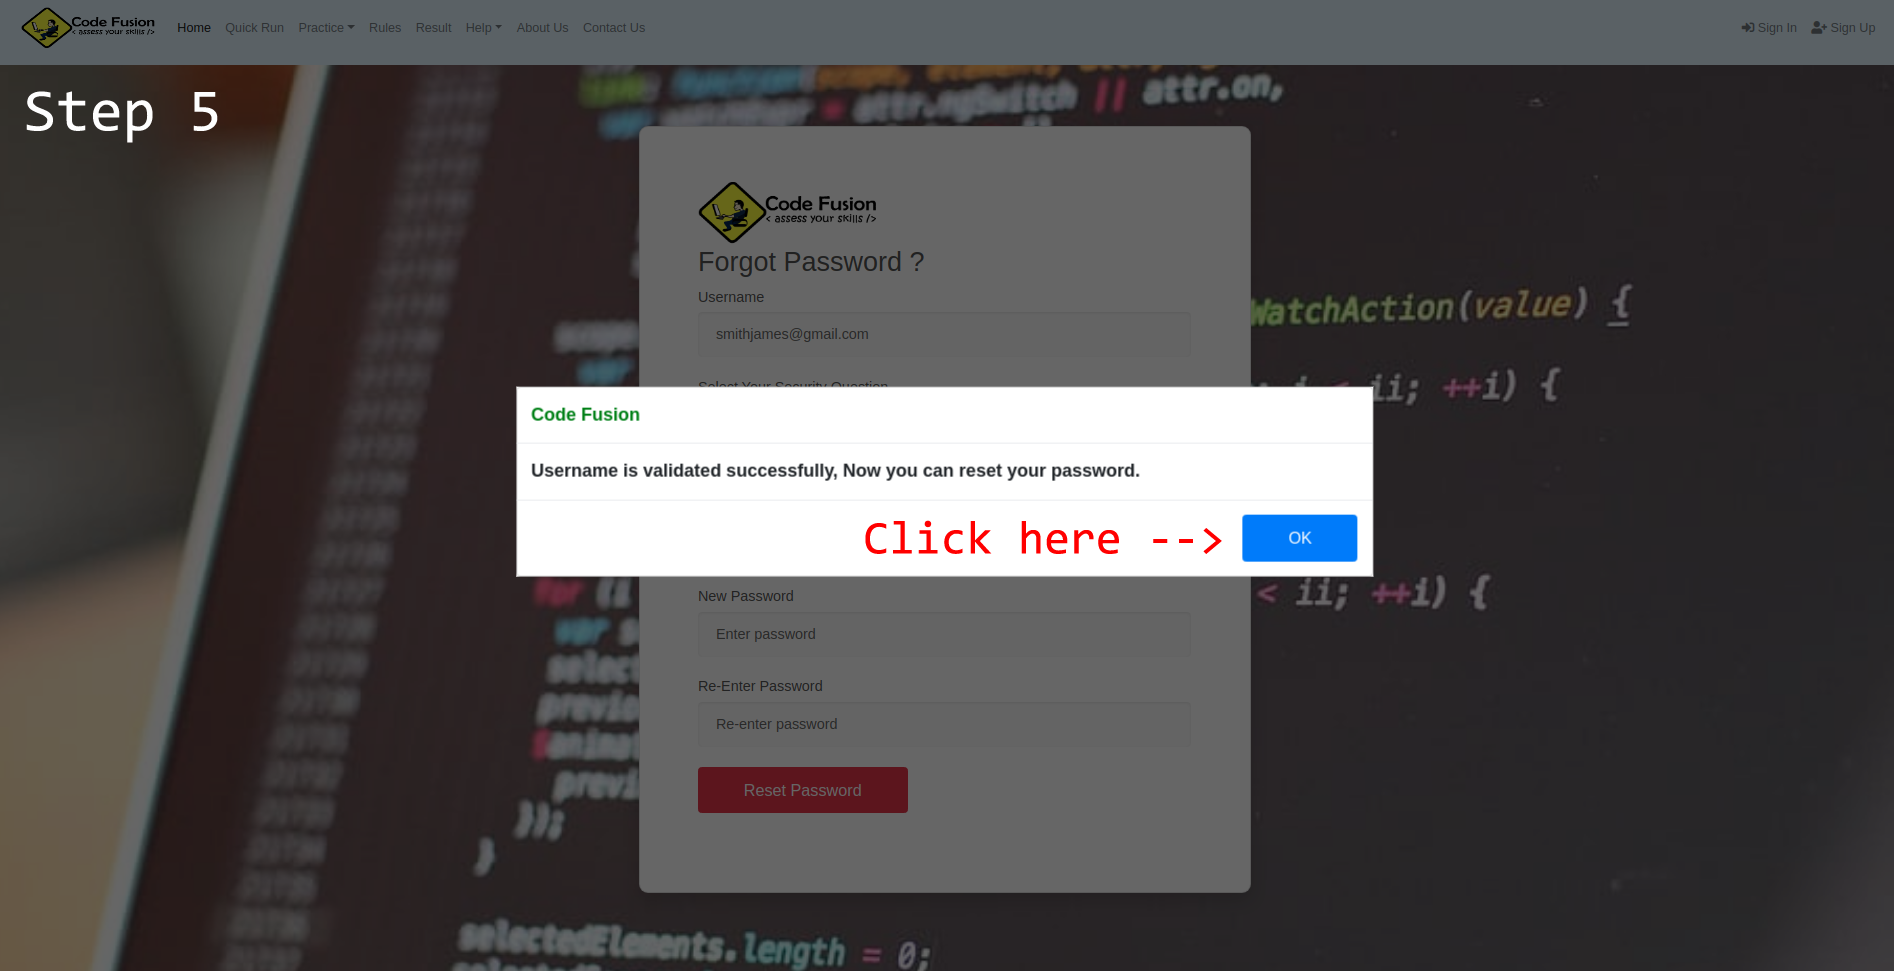 Code Fusion
< assess your skills />
Home Quick Run Practice Rules Result Help About Us Contact Us Sign In Sign Up
Step 5
attr.ngSwitch || attr.on,
Code Fusion
< assess your skills />
Forgot Password ?
Username
smithjames@gmail.com
WatchAction(value) {
Select Your Security Question
ii; ++i) {
Code Fusion
Username is validated successfully, Now you can reset your password.
Click here --> OK
< ii; ++i) {
New Password
Enter password
Re-Enter Password
Re-enter password
Reset Password
});
}
selectedElements.length = 0;